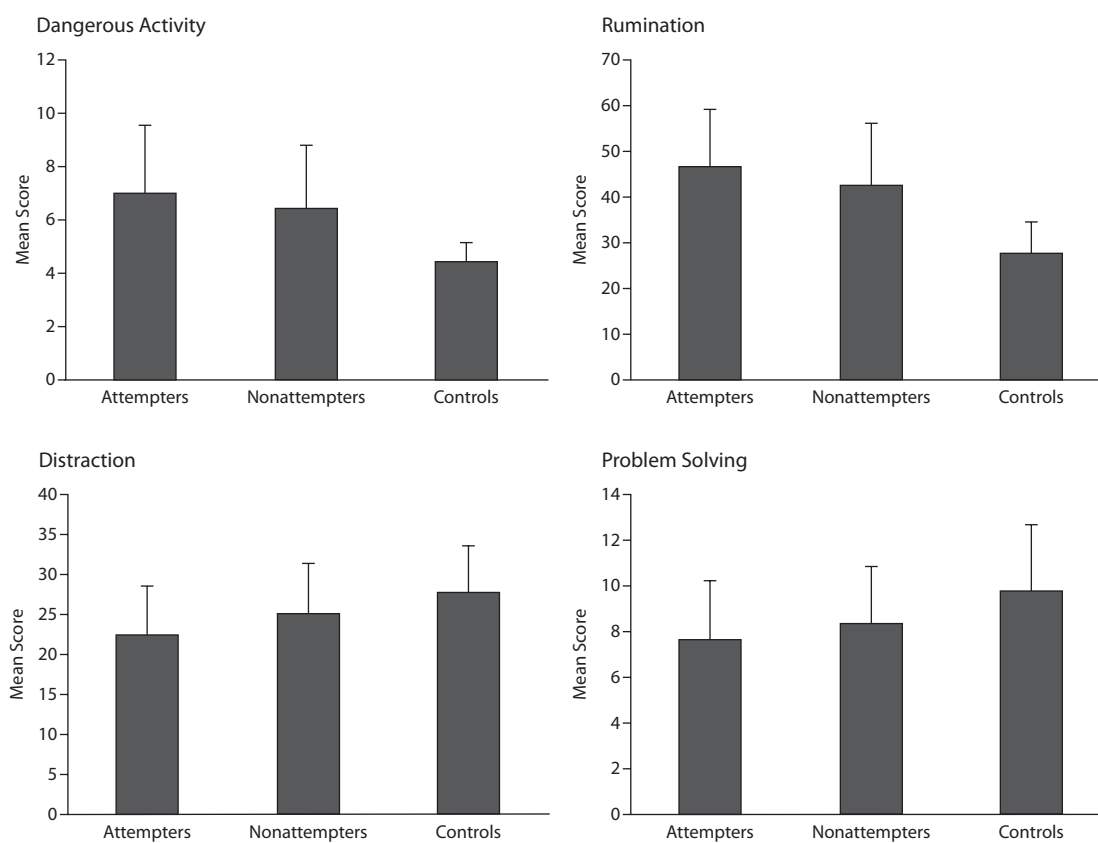 Dangerous Activity
12
10
8
6
4
2
0
Mean Score
Attempters Nonattempters Controls
Rumination
70
60
50
40
30
20
10
0
Mean Score
Attempters Nonattempters Controls
Distraction
40
35
30
25
20
15
10
5
0
Mean Score
Attempters Nonattempters Controls
Problem Solving
14
12
10
8
6
4
2
0
Mean Score
Attempters Nonattempters Controls